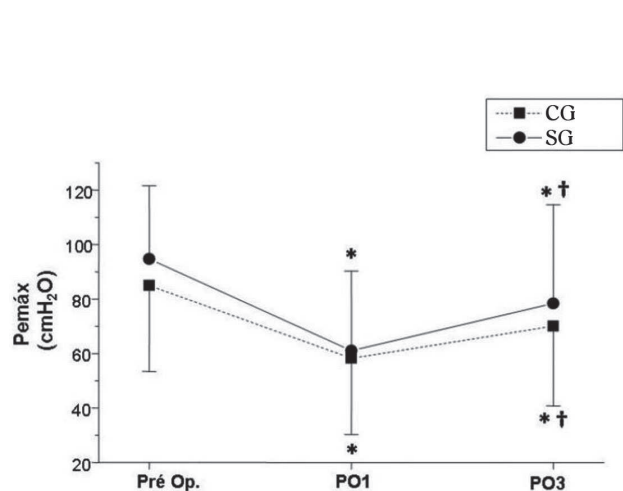 CG
SG
120
100
80
60
40
20
Pemáx
(cmH₂O)
*
*
* †
* †
Pré Op.
PO1
PO3